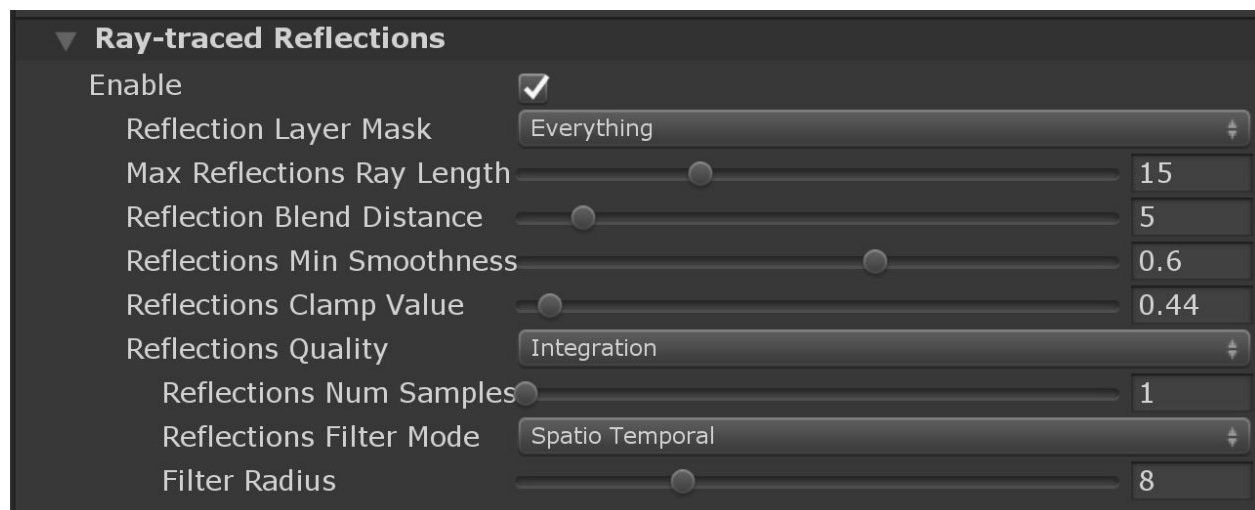 Ray-traced Reflections
Enable
Reflection Layer Mask Everything
Max Reflections Ray Length 15
Reflection Blend Distance 5
Reflections Min Smoothness 0.6
Reflections Clamp Value 0.44
Reflections Quality Integration
Reflections Num Samples 1
Reflections Filter Mode Spatio Temporal
Filter Radius 8